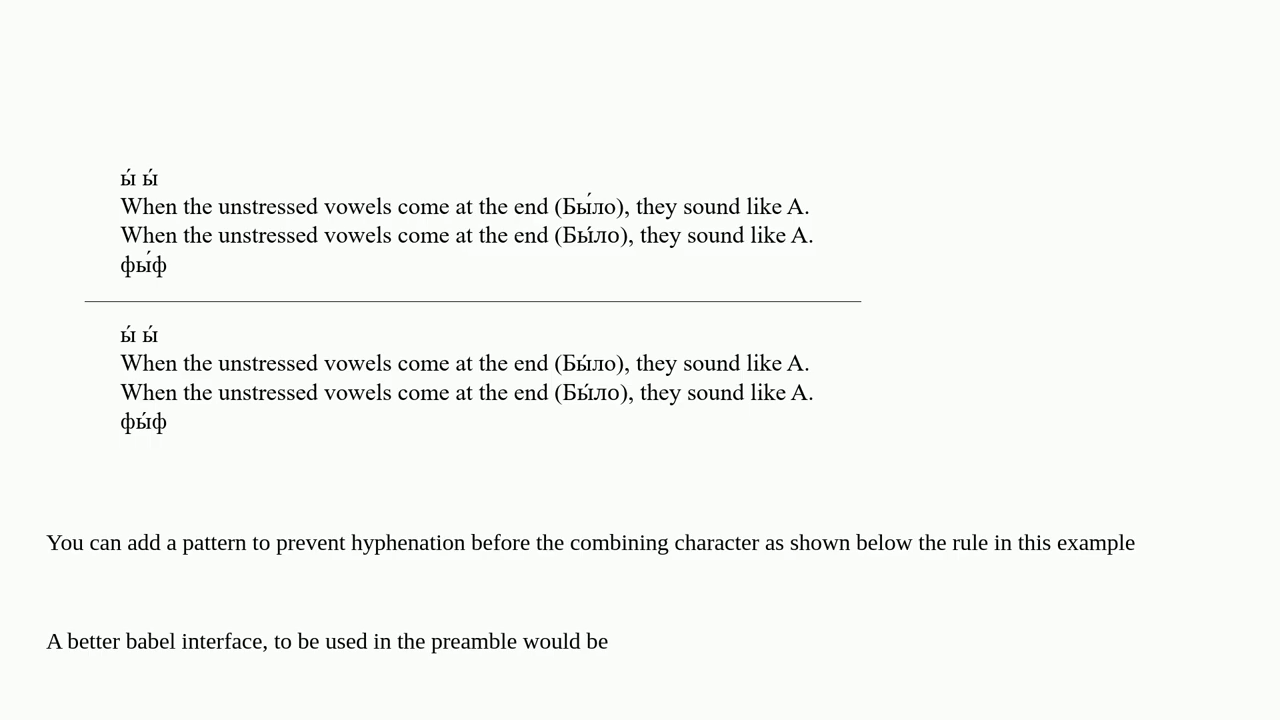 ы́ ы́
When the unstressed vowels come at the end (Бы́ло), they sound like A.
When the unstressed vowels come at the end (Бы́ло), they sound like A.
фы́ф
ы́ ы́
When the unstressed vowels come at the end (Бы́ло), they sound like A.
When the unstressed vowels come at the end (Бы́ло), they sound like A.
фы́ф
You can add a pattern to prevent hyphenation before the combining character as shown below the rule in this example
A better babel interface, to be used in the preamble would be